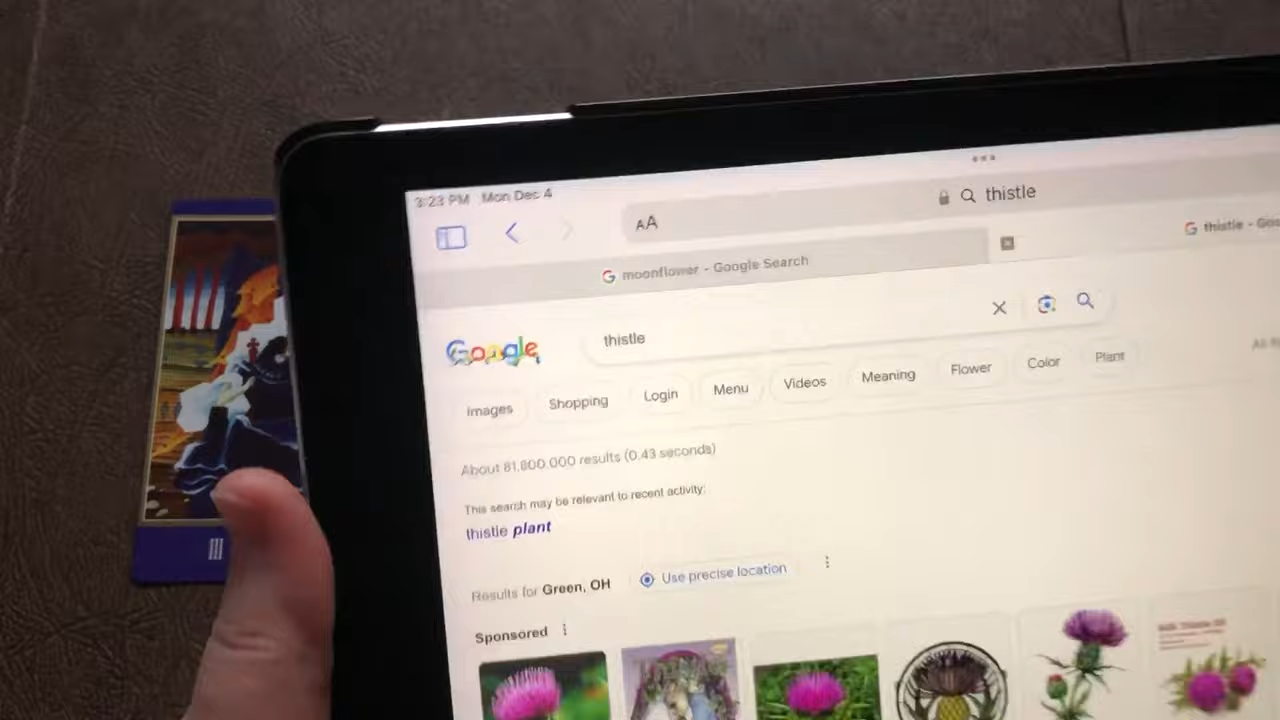 3:23 PM Mon Dec 4
AA
thistle
moonflower - Google Search
thistle - Goo
Google
thistle
Images Shopping Login Menu Videos Meaning Flower Color Plant
About 81,800,000 results (0.43 seconds)
This search may be relevant to recent activity:
thistle plant
Results for Green, OH
Use precise location
Sponsored
III